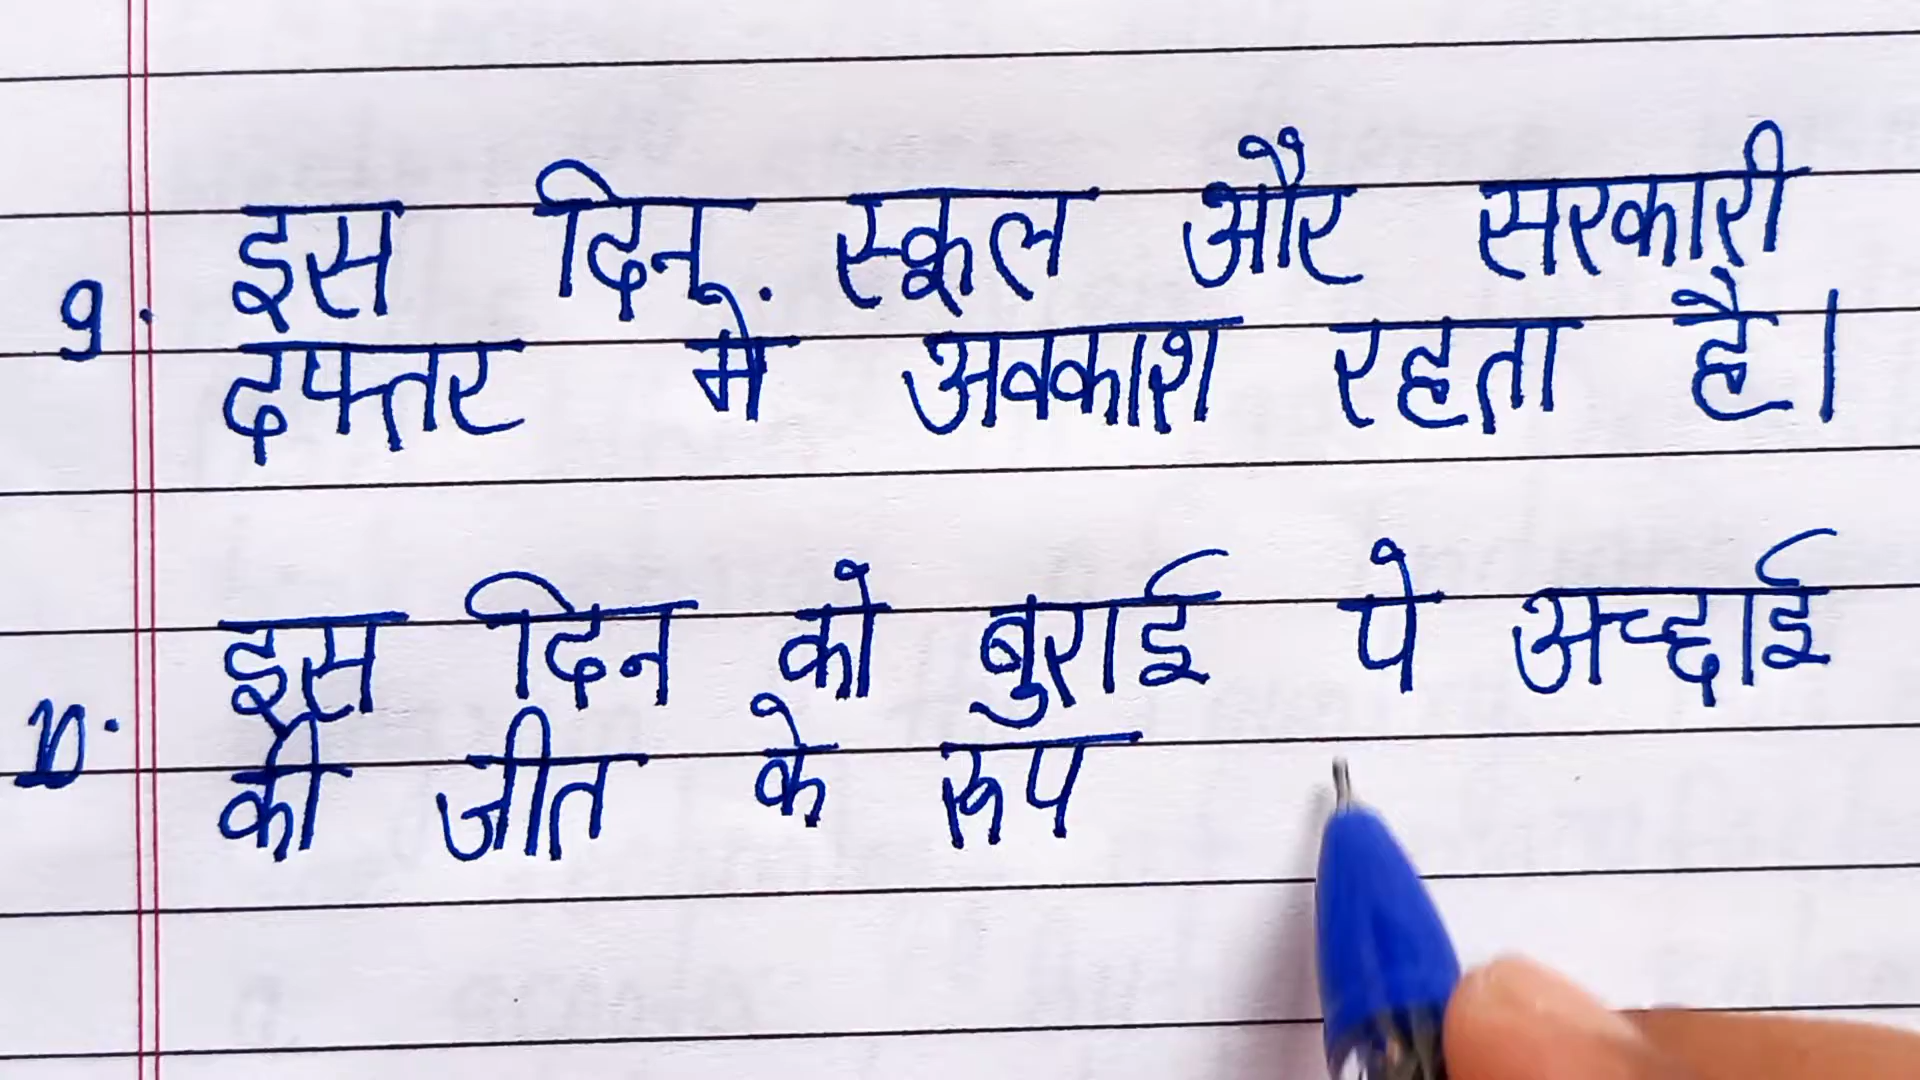 9. इस दिन स्कूल और सरकारी
दफ्तर में अवकाश रहता है।
10. इस दिन को बुराई पे अच्छाई
की जीत के रूप